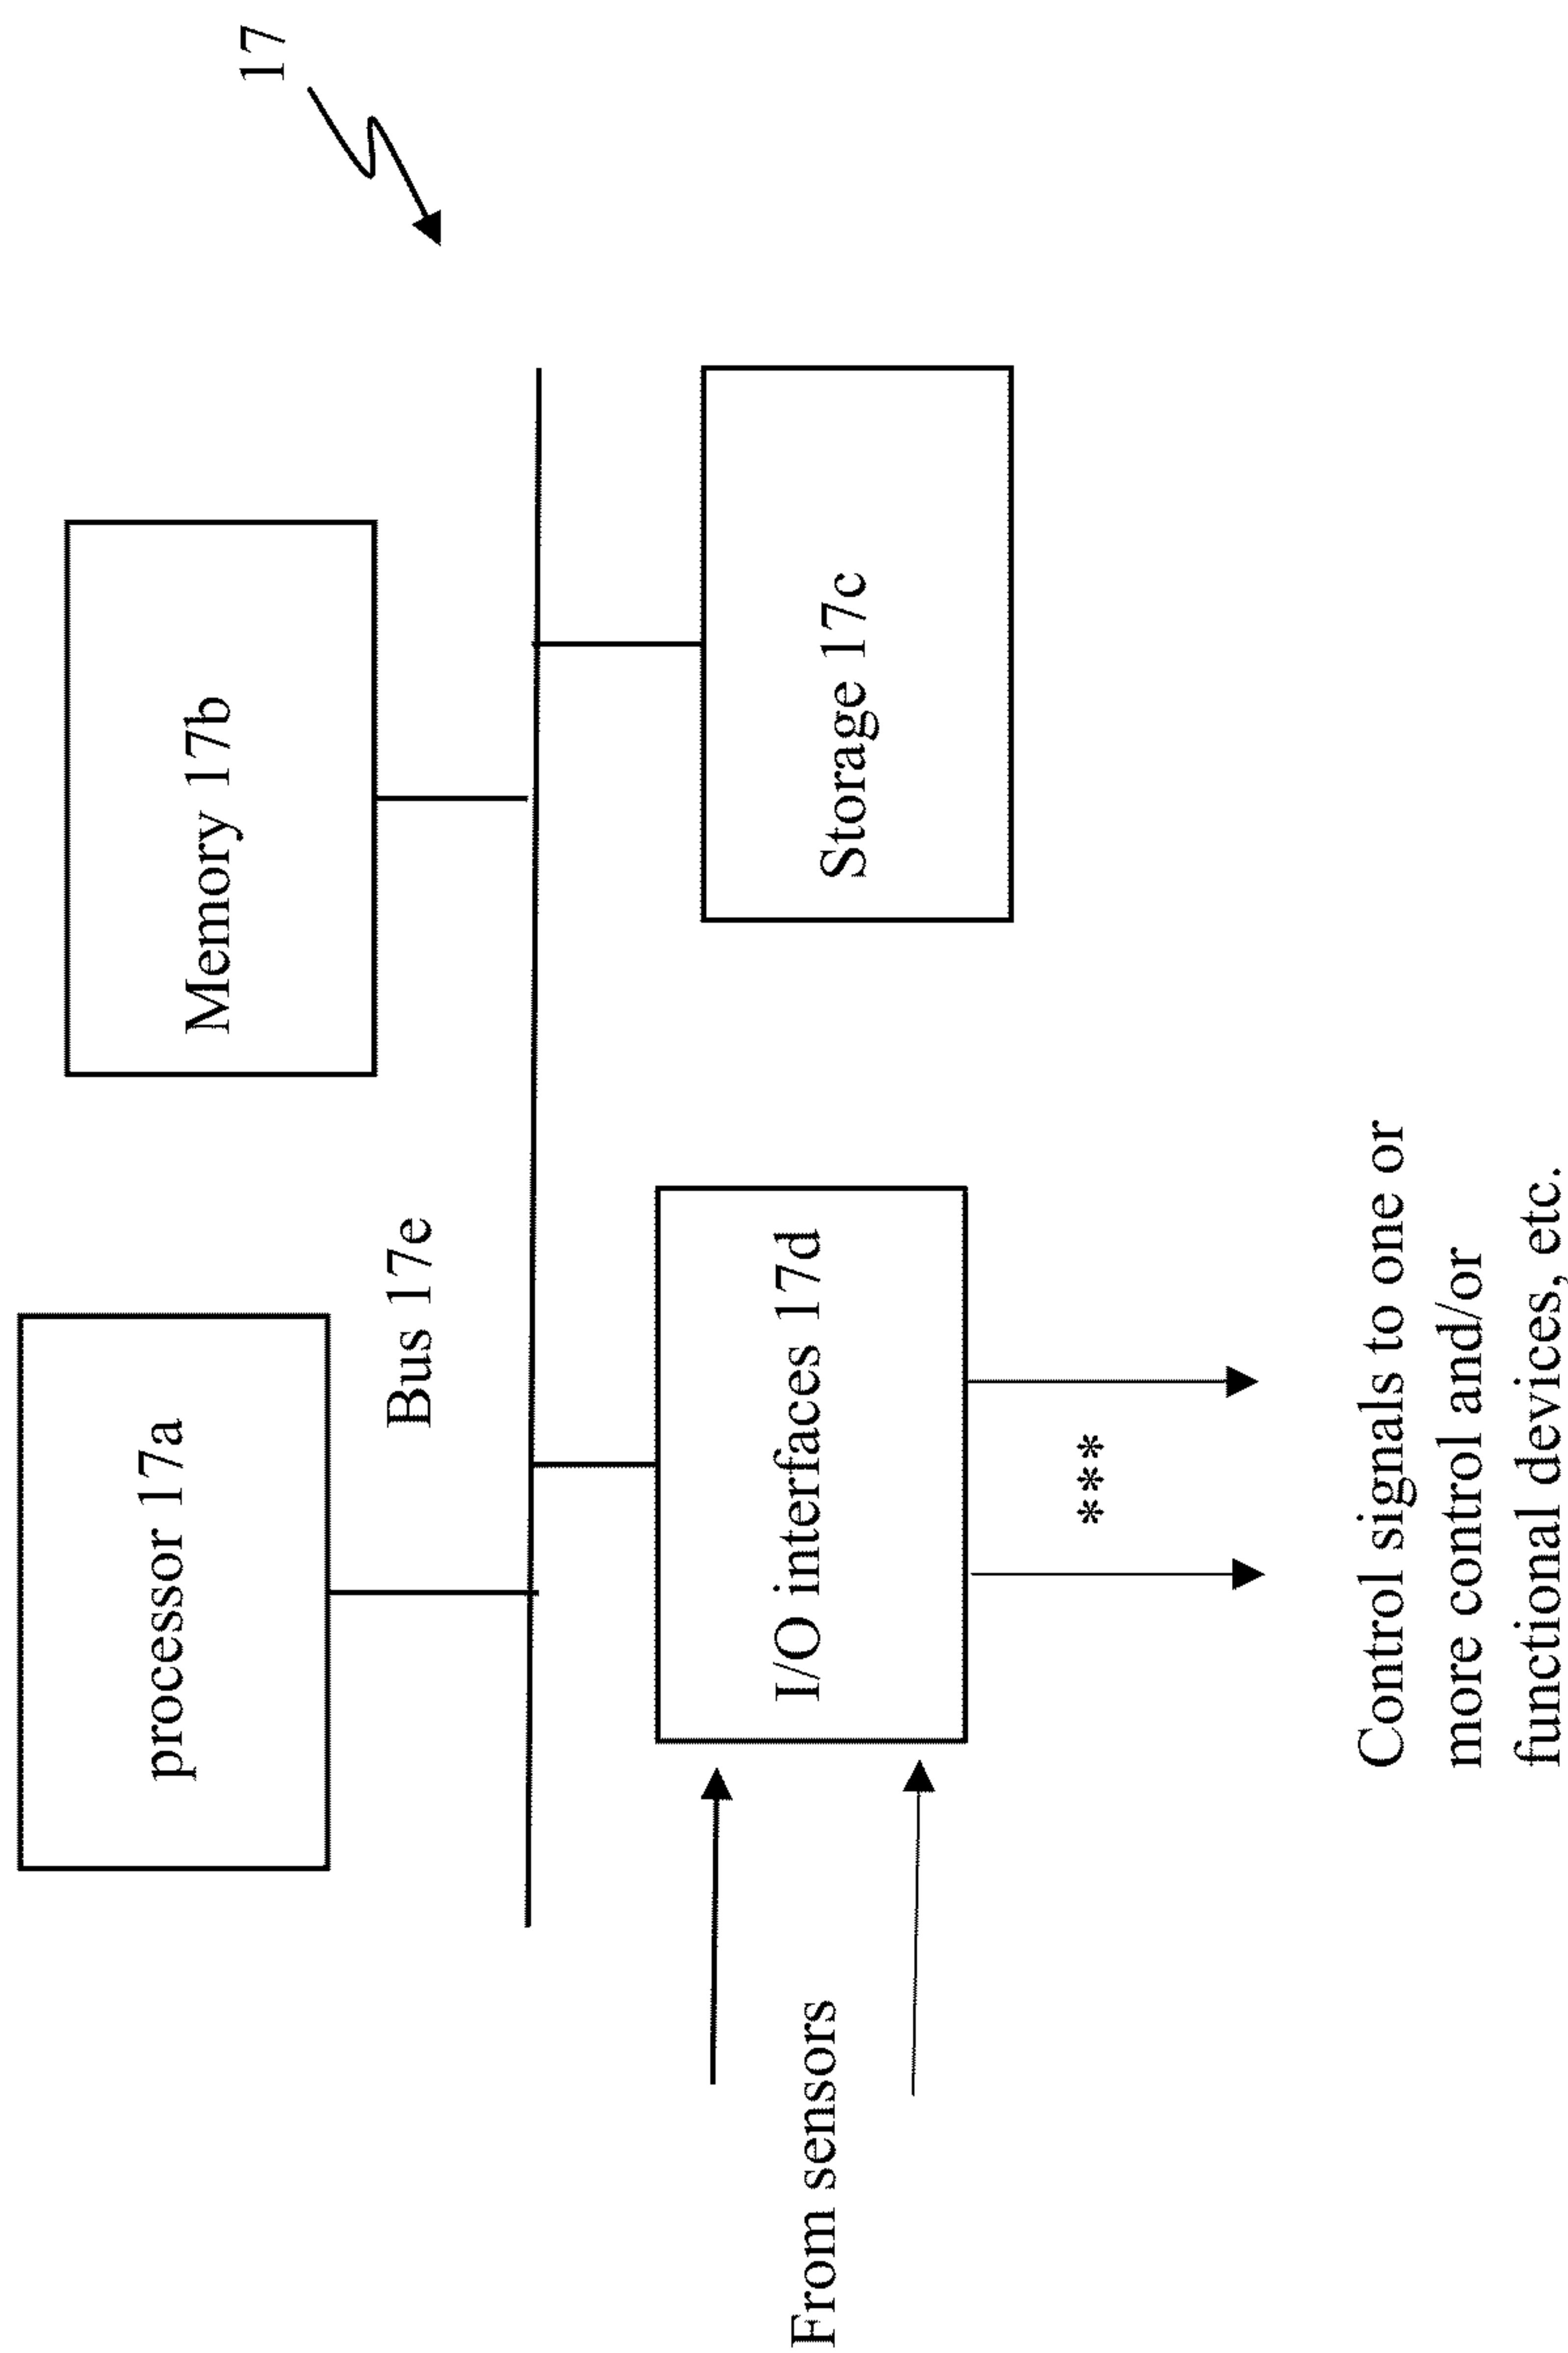 17
Memory 17b
processor 17a
Bus 17e
Storage 17c
I/O interfaces 17d
From sensors
***
Control signals to one or
more control and/or
functional devices, etc.